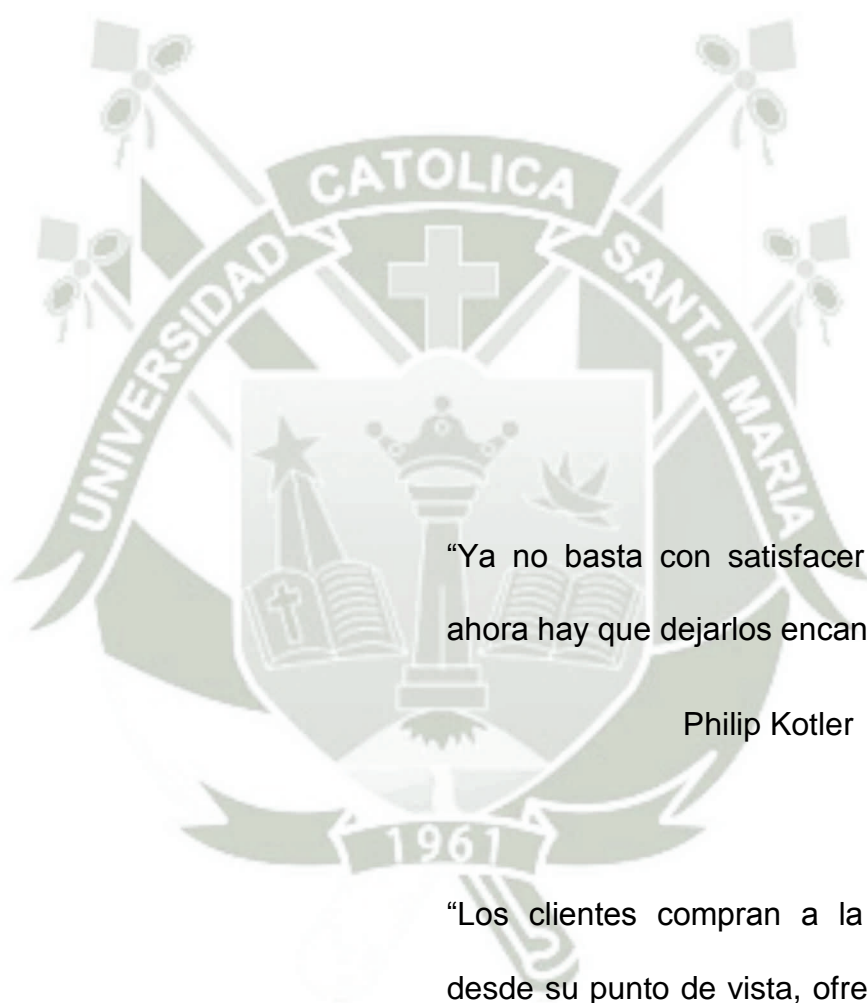 UNIVERSIDAD CATOLICA SANTA MARIA
“Ya no basta con satisfacer
ahora hay que dejarlos encan
Philip Kotler
1961
“Los clientes compran a la
desde su punto de vista, ofre